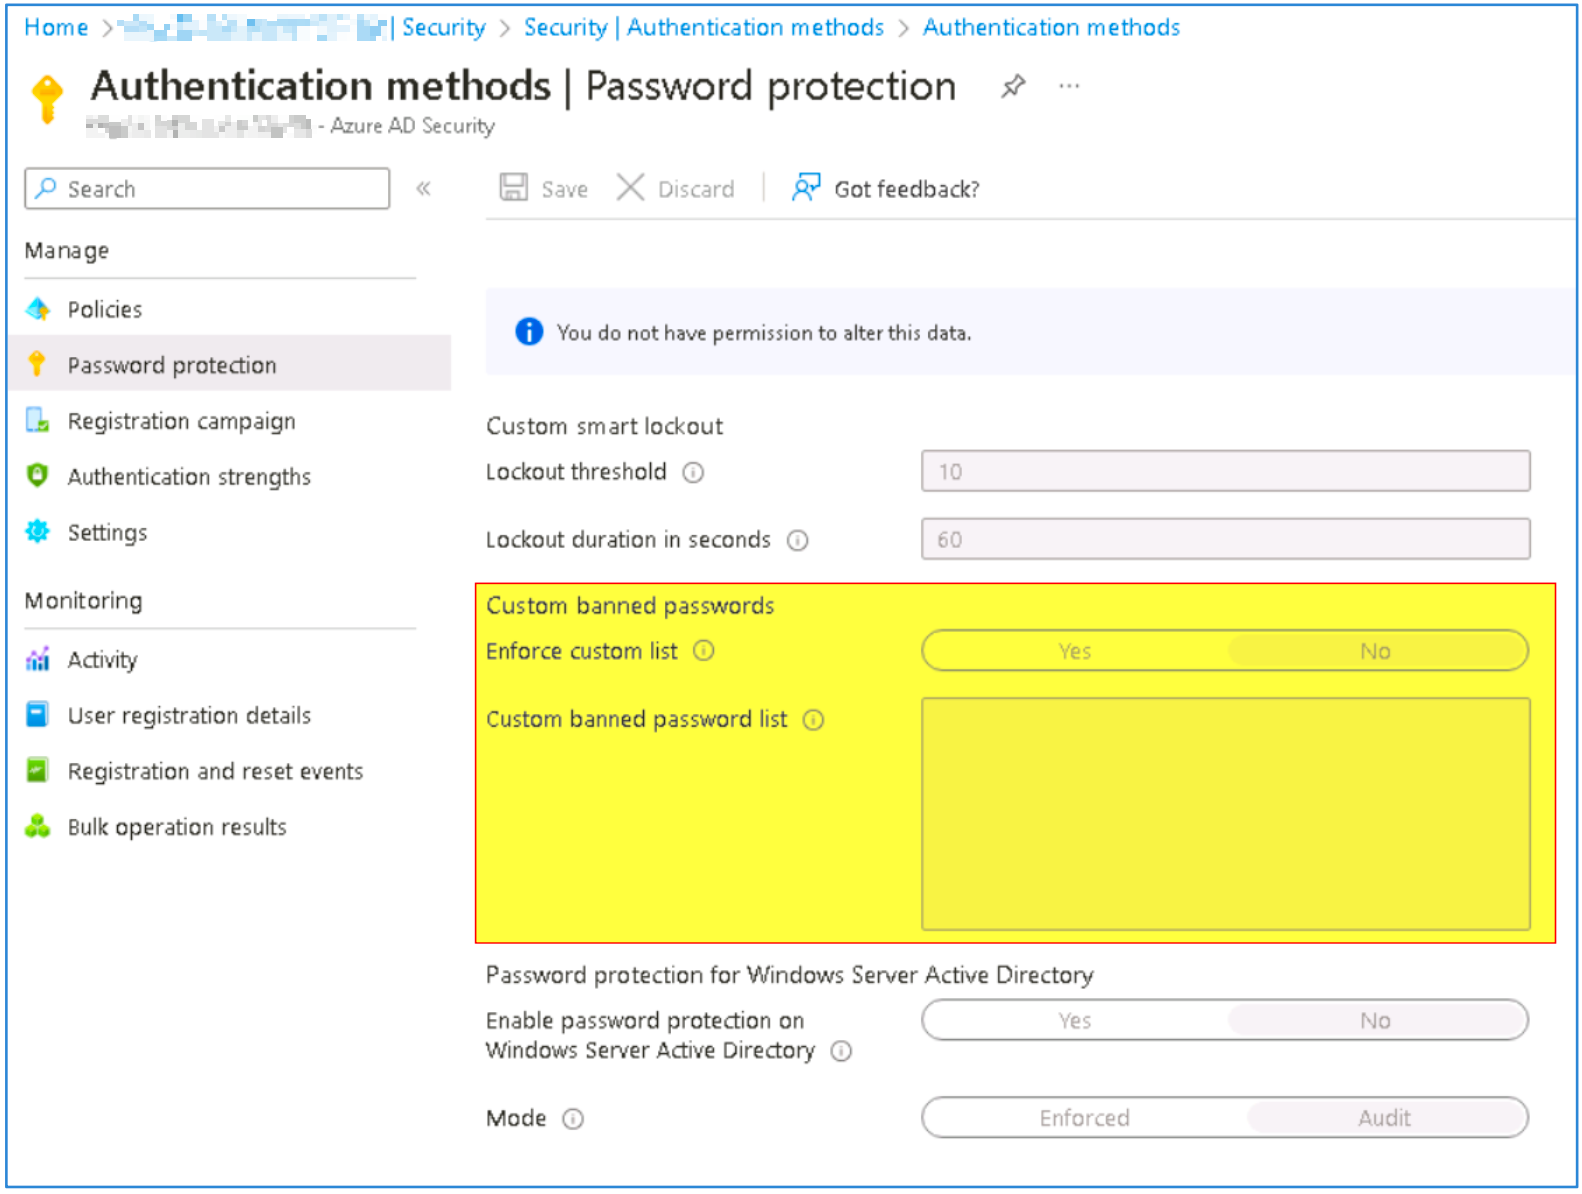 Home > | Security > Security | Authentication methods > Authentication methods
Authentication methods | Password protection ...
- Azure AD Security
Search «
Save Discard | Got feedback?
Manage
Policies
Password protection
Registration campaign
Authentication strengths
Settings
Monitoring
Activity
User registration details
Registration and reset events
Bulk operation results
You do not have permission to alter this data.
Custom smart lockout
Lockout threshold 10
Lockout duration in seconds 60
Custom banned passwords
Enforce custom list Yes No
Custom banned password list
Password protection for Windows Server Active Directory
Enable password protection on
Windows Server Active Directory Yes No
Mode Enforced Audit